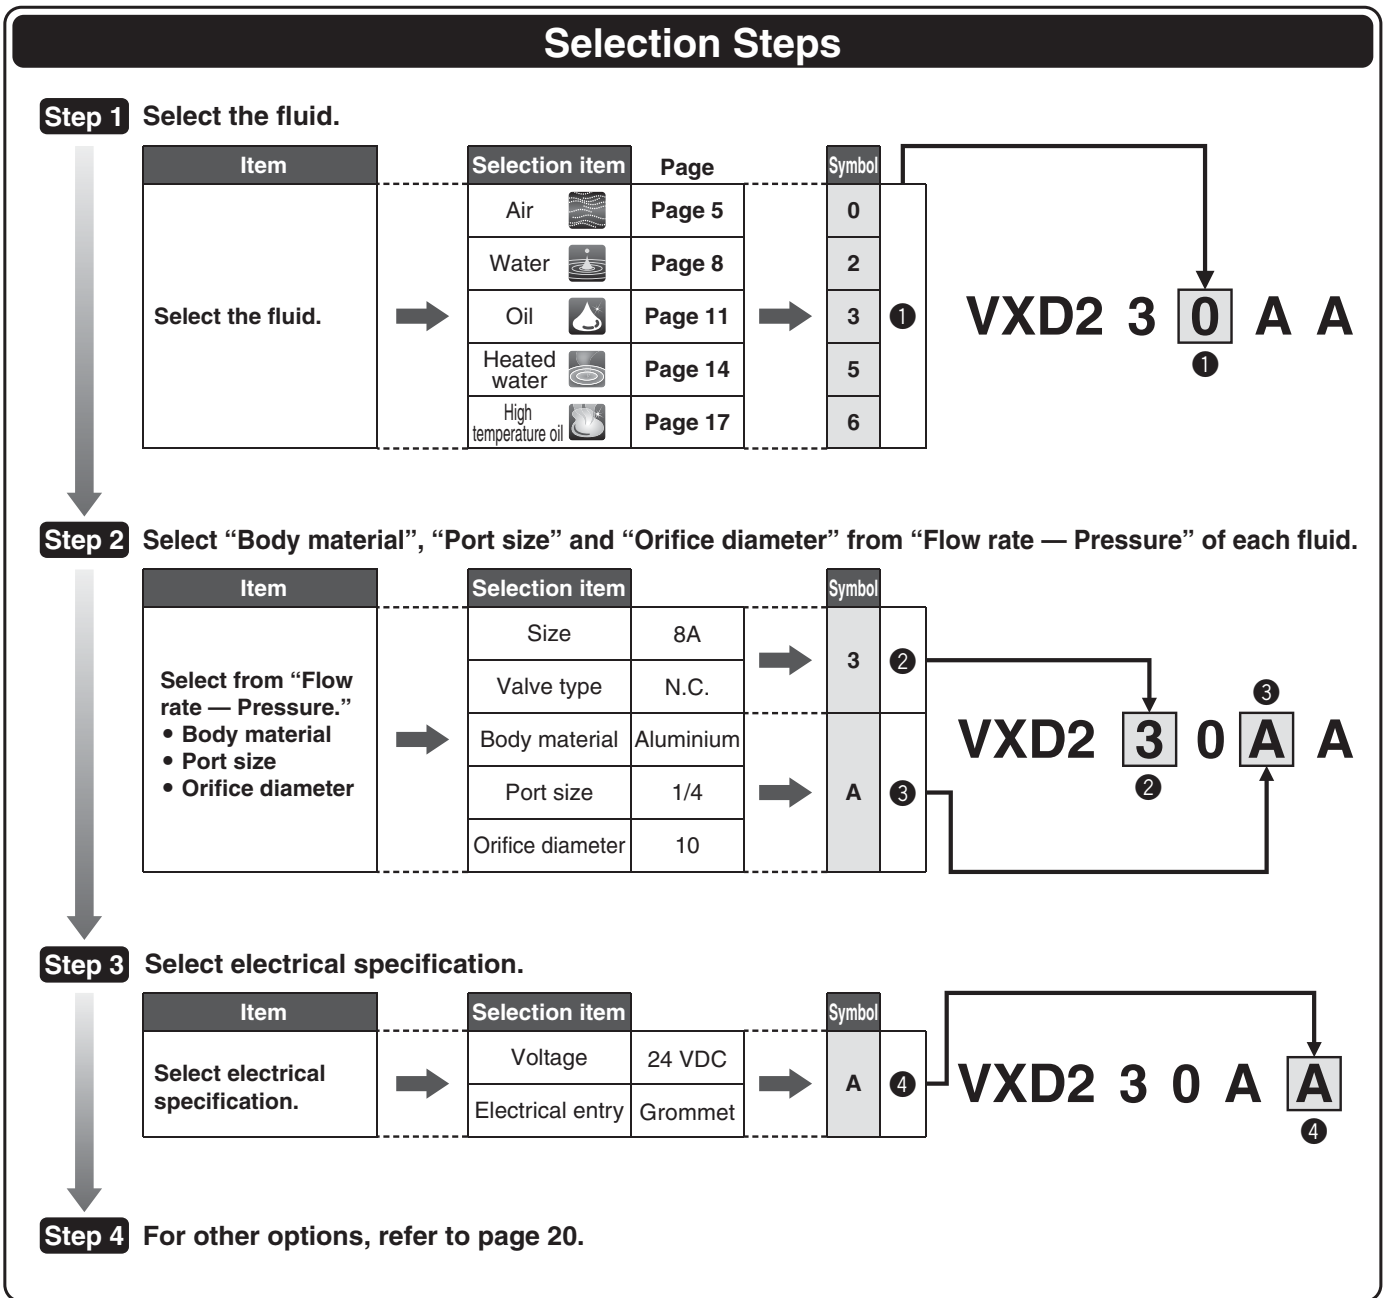 Selection Steps
Step 1 Select the fluid.
Item Selection item Page Symbol
Select the fluid.
Air Page 5 0
Water Page 8 2
Oil Page 11 3
Heated water Page 14 5
High temperature oil Page 17 6
❶
VXD2 3 0 A A
❶
Step 2 Select “Body material”, “Port size” and “Orifice diameter” from “Flow rate — Pressure” of each fluid.
Item Selection item Symbol
Select from “Flow
rate — Pressure.”
• Body material
• Port size
• Orifice diameter
Size 8A
Valve type N.C.
3 ❷
Body material Aluminium
Port size 1/4
Orifice diameter 10
A ❸
❸
VXD2 3 0 A A
❷
Step 3 Select electrical specification.
Item Selection item Symbol
Select electrical
specification.
Voltage 24 VDC
Electrical entry Grommet
A ❹
VXD2 3 0 A A
❹
Step 4 For other options, refer to page 20.